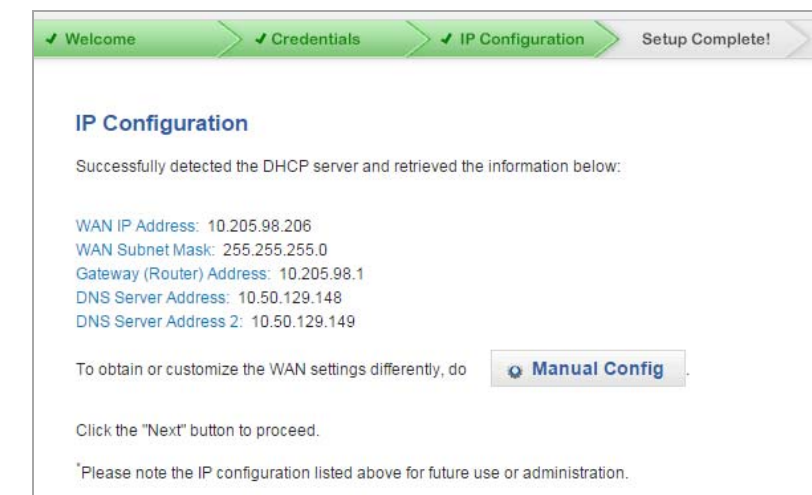 ✔ Welcome ✔ Credentials ✔ IP Configuration Setup Complete!
IP Configuration
Successfully detected the DHCP server and retrieved the information below:
WAN IP Address: 10.205.98.206
WAN Subnet Mask: 255.255.255.0
Gateway (Router) Address: 10.205.98.1
DNS Server Address: 10.50.129.148
DNS Server Address 2: 10.50.129.149
To obtain or customize the WAN settings differently, do Manual Config .
Click the "Next" button to proceed.
*Please note the IP configuration listed above for future use or administration.